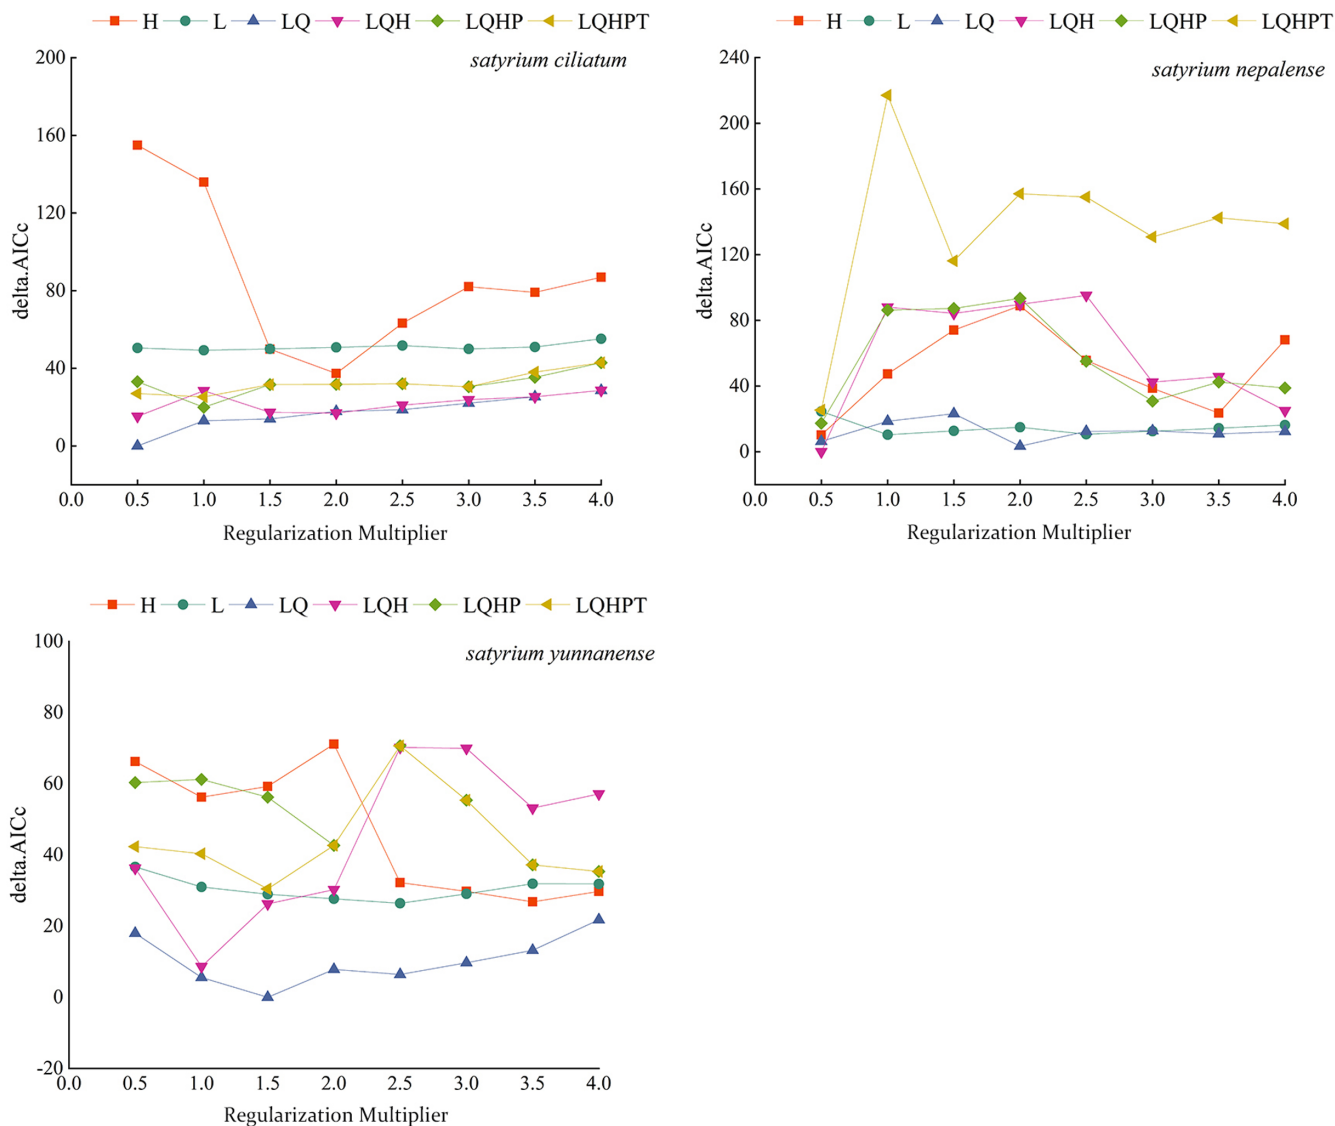 H L LQ LQH LQHP LQHPT
satyrium ciliatum
200
160
120
80
40
0
delta.AICc
0.0 0.5 1.0 1.5 2.0 2.5 3.0 3.5 4.0
Regularization Multiplier
H L LQ LQH LQHP LQHPT
satyrium nepalense
240
200
160
120
80
40
0
delta.AICc
0.0 0.5 1.0 1.5 2.0 2.5 3.0 3.5 4.0
Regularization Multiplier
H L LQ LQH LQHP LQHPT
satyrium yunnanense
100
80
60
40
20
0
-20
delta.AICc
0.0 0.5 1.0 1.5 2.0 2.5 3.0 3.5 4.0
Regularization Multiplier